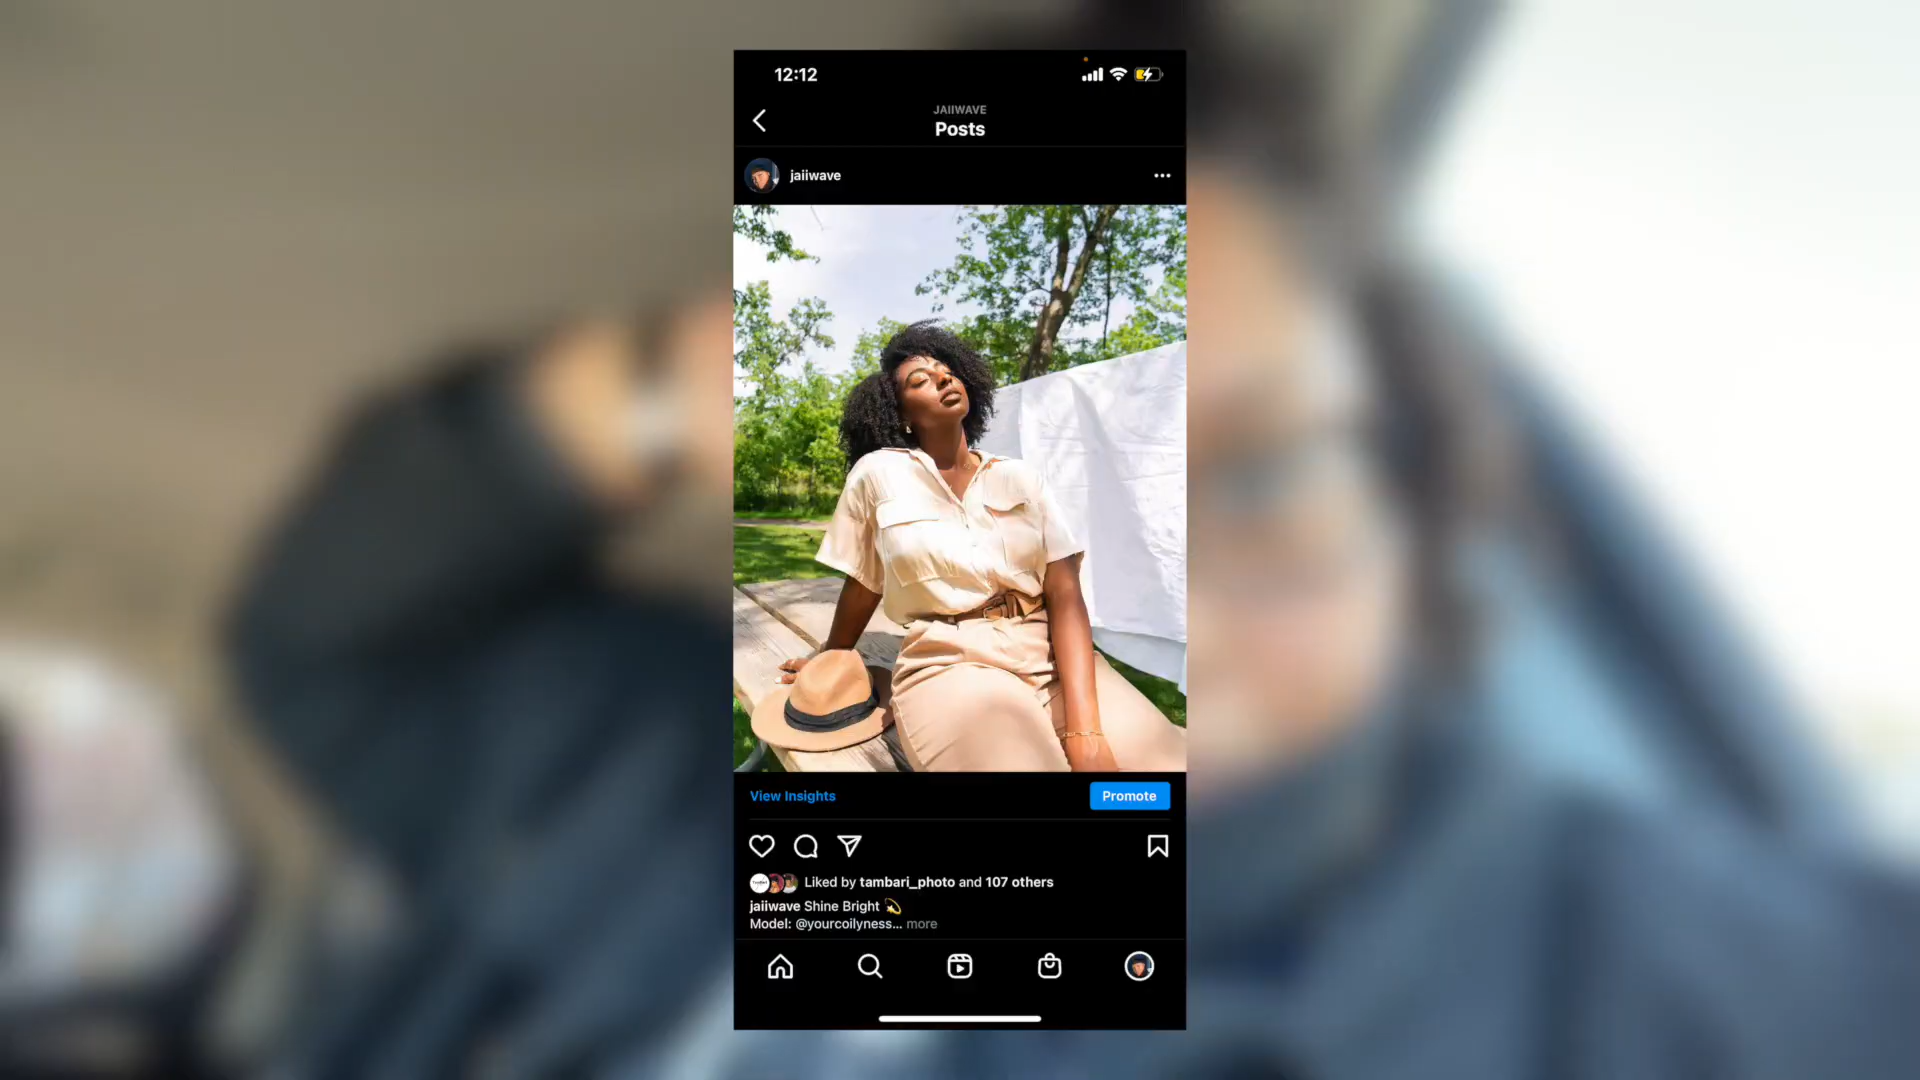 12:12
JAIIWAVE
Posts
jaiiwave
View Insights
Promote
Liked by tambari_photo and 107 others
jaiiwave Shine Bright 💫
Model: @yourcoilyness... more